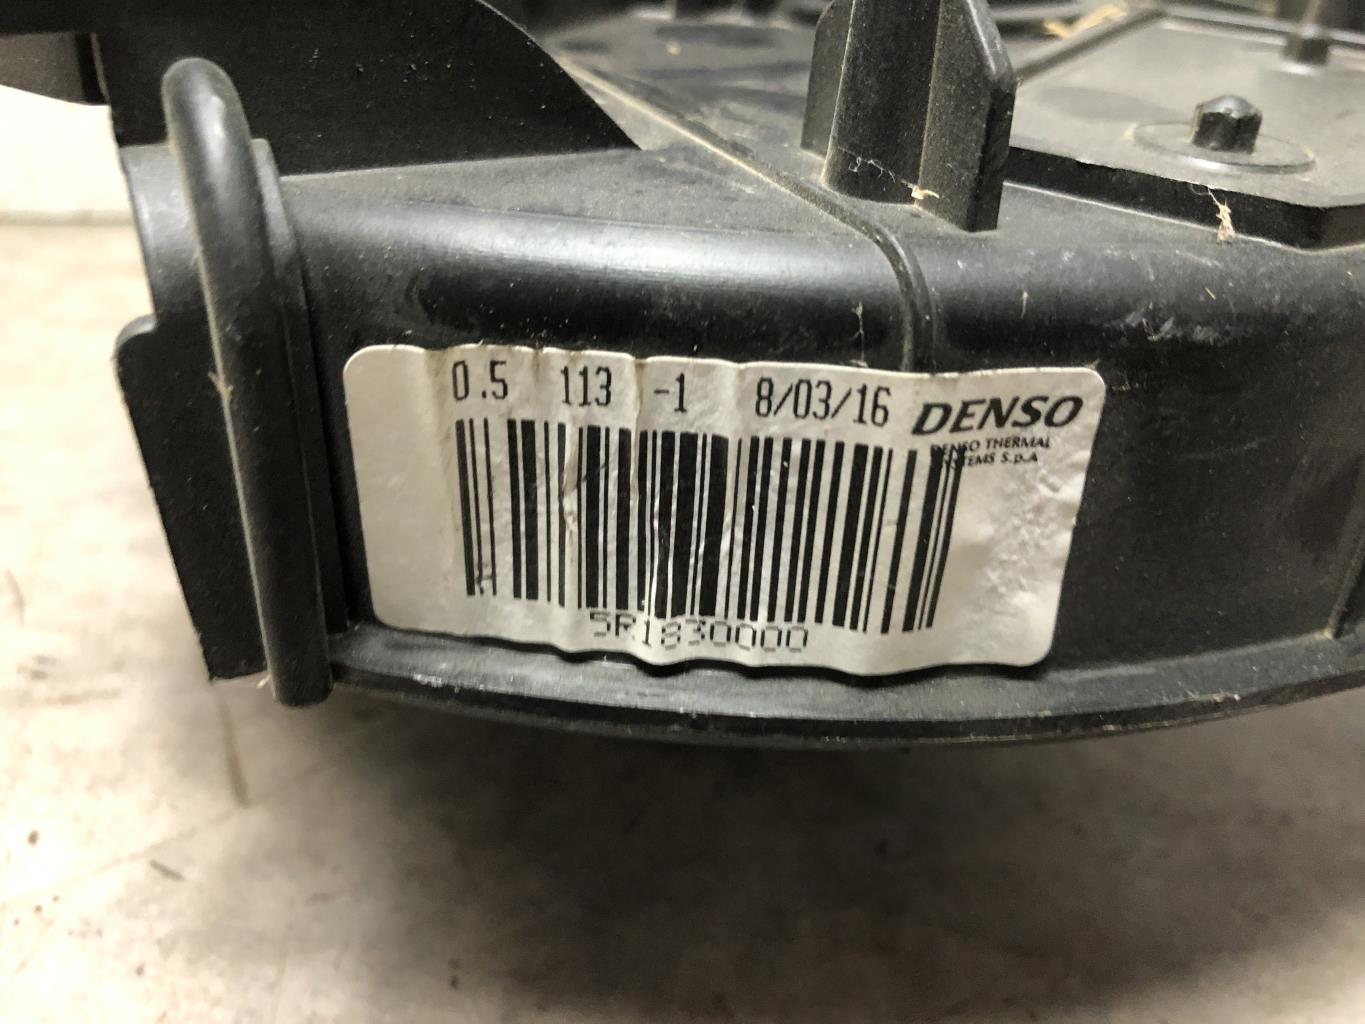 0.5 113 -1 8/03/16 DENSO
DENSO THERMAL
SYSTEMS S.p.A
5R1830000